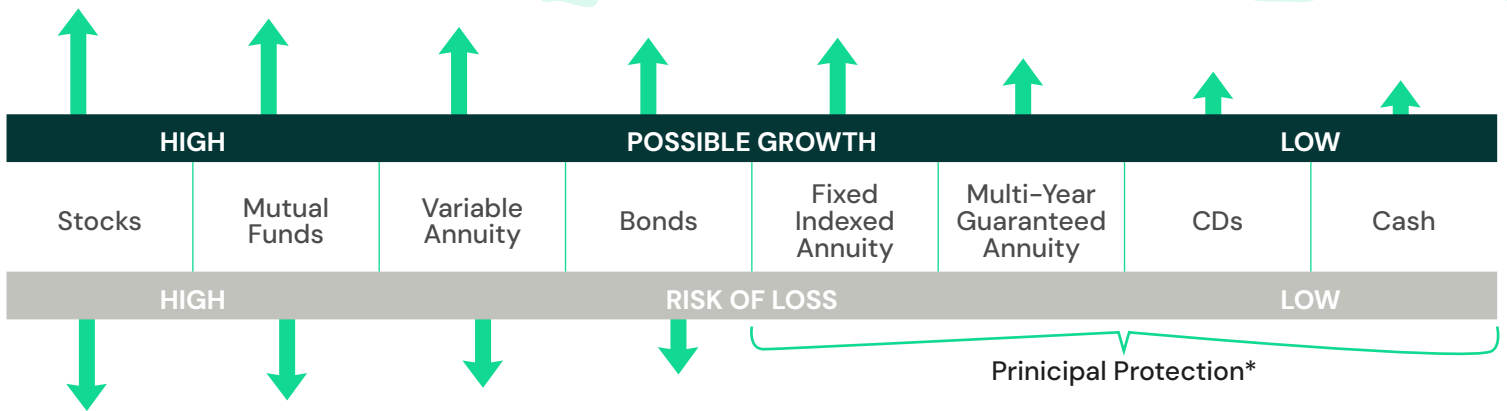 HIGH POSSIBLE GROWTH LOW
Stocks
Mutual
Funds
Variable
Annuity
Bonds
Fixed
Indexed
Annuity
Multi-Year
Guaranteed
Annuity
CDs
Cash
HIGH RISK OF LOSS LOW
Prinicipal Protection*